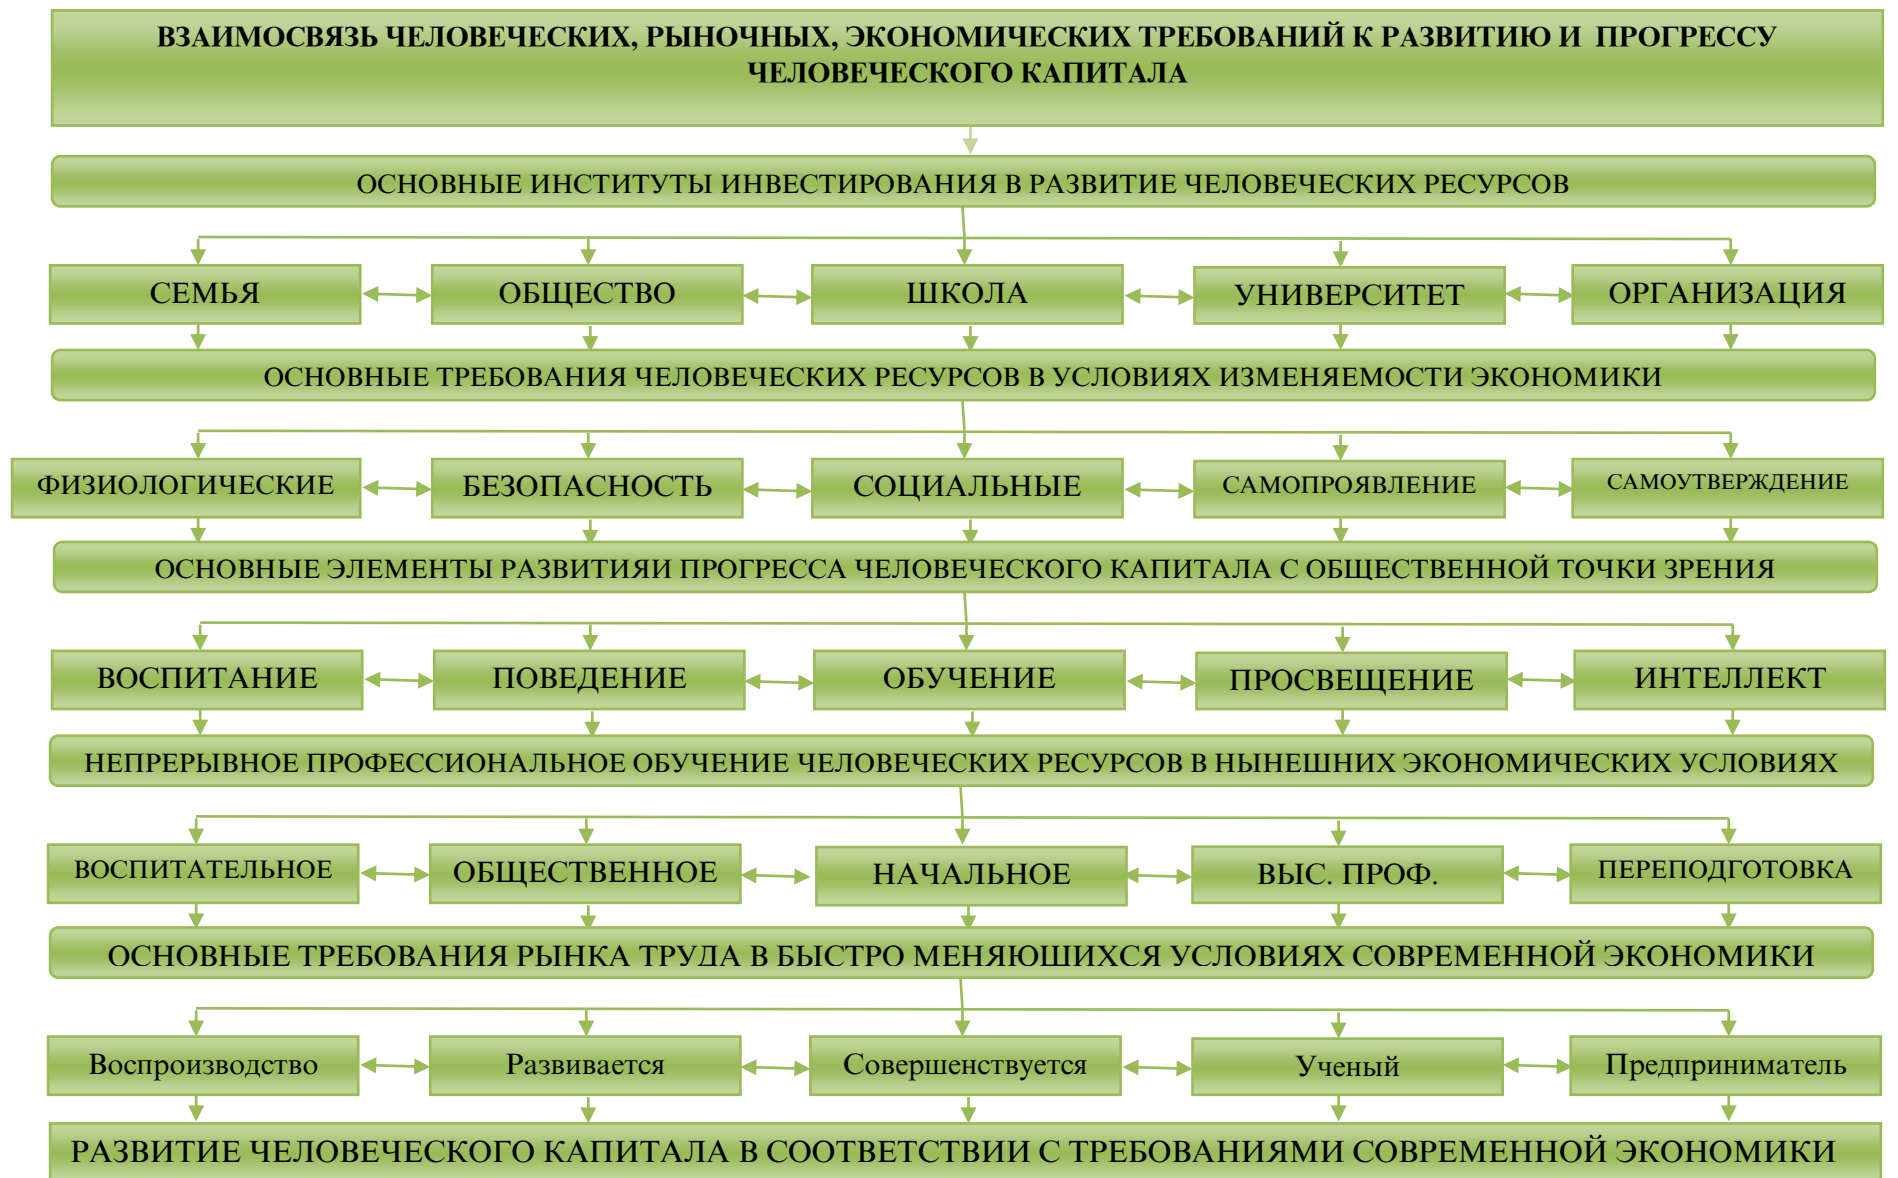 ВЗАИМОСВЯЗЬ ЧЕЛОВЕЧЕСКИХ, РЫНОЧНЫХ, ЭКОНОМИЧЕСКИХ ТРЕБОВАНИЙ К РАЗВИТИЮ И ПРОГРЕССУ
ЧЕЛОВЕЧЕСКОГО КАПИТАЛА
ОСНОВНЫЕ ИНСТИТУТЫ ИНВЕСТИРОВАНИЯ В РАЗВИТИЕ ЧЕЛОВЕЧЕСКИХ РЕСУРСОВ
СЕМЬЯ
ОБЩЕСТВО
ШКОЛА
УНИВЕРСИТЕТ
ОРГАНИЗАЦИЯ
ОСНОВНЫЕ ТРЕБОВАНИЯ ЧЕЛОВЕЧЕСКИХ РЕСУРСОВ В УСЛОВИЯХ ИЗМЕНЯЕМОСТИ ЭКОНОМИКИ
ФИЗИОЛОГИЧЕСКИЕ
БЕЗОПАСНОСТЬ
СОЦИАЛЬНЫЕ
САМОПРОЯВЛЕНИЕ
САМОУТВЕРЖДЕНИЕ
ОСНОВНЫЕ ЭЛЕМЕНТЫ РАЗВИТИЯИ ПРОГРЕССА ЧЕЛОВЕЧЕСКОГО КАПИТАЛА С ОБЩЕСТВЕННОЙ ТОЧКИ ЗРЕНИЯ
ВОСПИТАНИЕ
ПОВЕДЕНИЕ
ОБУЧЕНИЕ
ПРОСВЕЩЕНИЕ
ИНТЕЛЛЕКТ
НЕПРЕРЫВНОЕ ПРОФЕССИОНАЛЬНОЕ ОБУЧЕНИЕ ЧЕЛОВЕЧЕСКИХ РЕСУРСОВ В НЫНЕШНИХ ЭКОНОМИЧЕСКИХ УСЛОВИЯХ
ВОСПИТАТЕЛЬНОЕ
ОБЩЕСТВЕННОЕ
НАЧАЛЬНОЕ
ВЫС. ПРОФ.
ПЕРЕПОДГОТОВКА
ОСНОВНЫЕ ТРЕБОВАНИЯ РЫНКА ТРУДА В БЫСТРО МЕНЯЮШИХСЯ УСЛОВИЯХ СОВРЕМЕННОЙ ЭКОНОМИКИ
Воспроизводство
Развивается
Совершенствуется
Ученый
Предприниматель
РАЗВИТИЕ ЧЕЛОВЕЧЕСКОГО КАПИТАЛА В СООТВЕТСТВИИ С ТРЕБОВАНИЯМИ СОВРЕМЕННОЙ ЭКОНОМИКИ